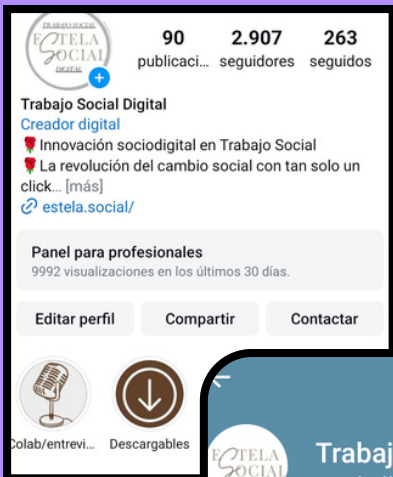 TRABAJO SOCIAL
ESTELA
SOCIAL
DIGITAL
90 2.907 263
publicaci... seguidores seguidos
Trabajo Social Digital
Creador digital
🌹Innovación sociodigital en Trabajo Social
🌹La revolución del cambio social con tan solo un
click... [más]
estela.social/
Panel para profesionales
9992 visualizaciones en los últimos 30 días.
Editar perfil Compartir Contactar
Colab/entrevi... Descargables
ESTELA
SOCIAL
Trabaj